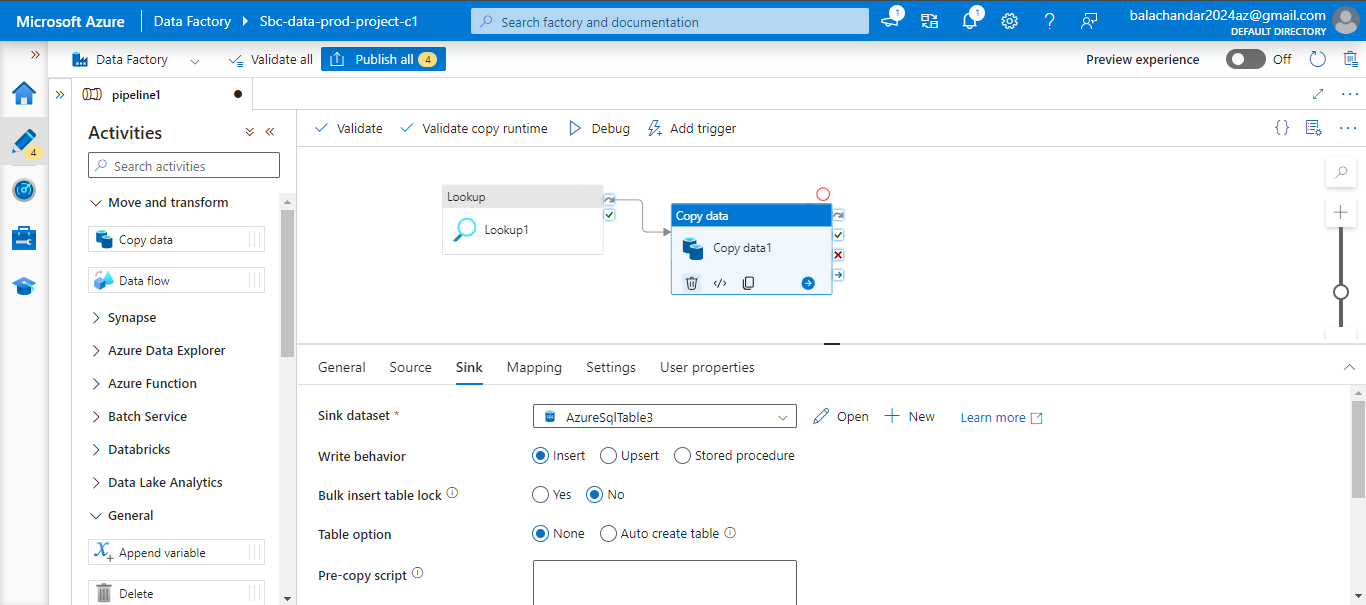 Microsoft Azure Data Factory Sbc-data-prod-project-c1 Search factory and documentation 1 1 balachandar2024az@gmail.com
DEFAULT DIRECTORY
Data Factory Validate all Publish all 4 Preview experience Off
pipeline1
Activities
Validate Validate copy runtime Debug Add trigger
4
Search activities
Move and transform
Copy data
Data flow
Synapse
Azure Data Explorer
Azure Function
Batch Service
Databricks
Data Lake Analytics
General
Append variable
Delete
Lookup
Lookup1
Copy data
Copy data1
General Source Sink Mapping Settings User properties
Sink dataset * AzureSqlTable3 Open New Learn more
Write behavior Insert Upsert Stored procedure
Bulk insert table lock Yes No
Table option None Auto create table
Pre-copy script